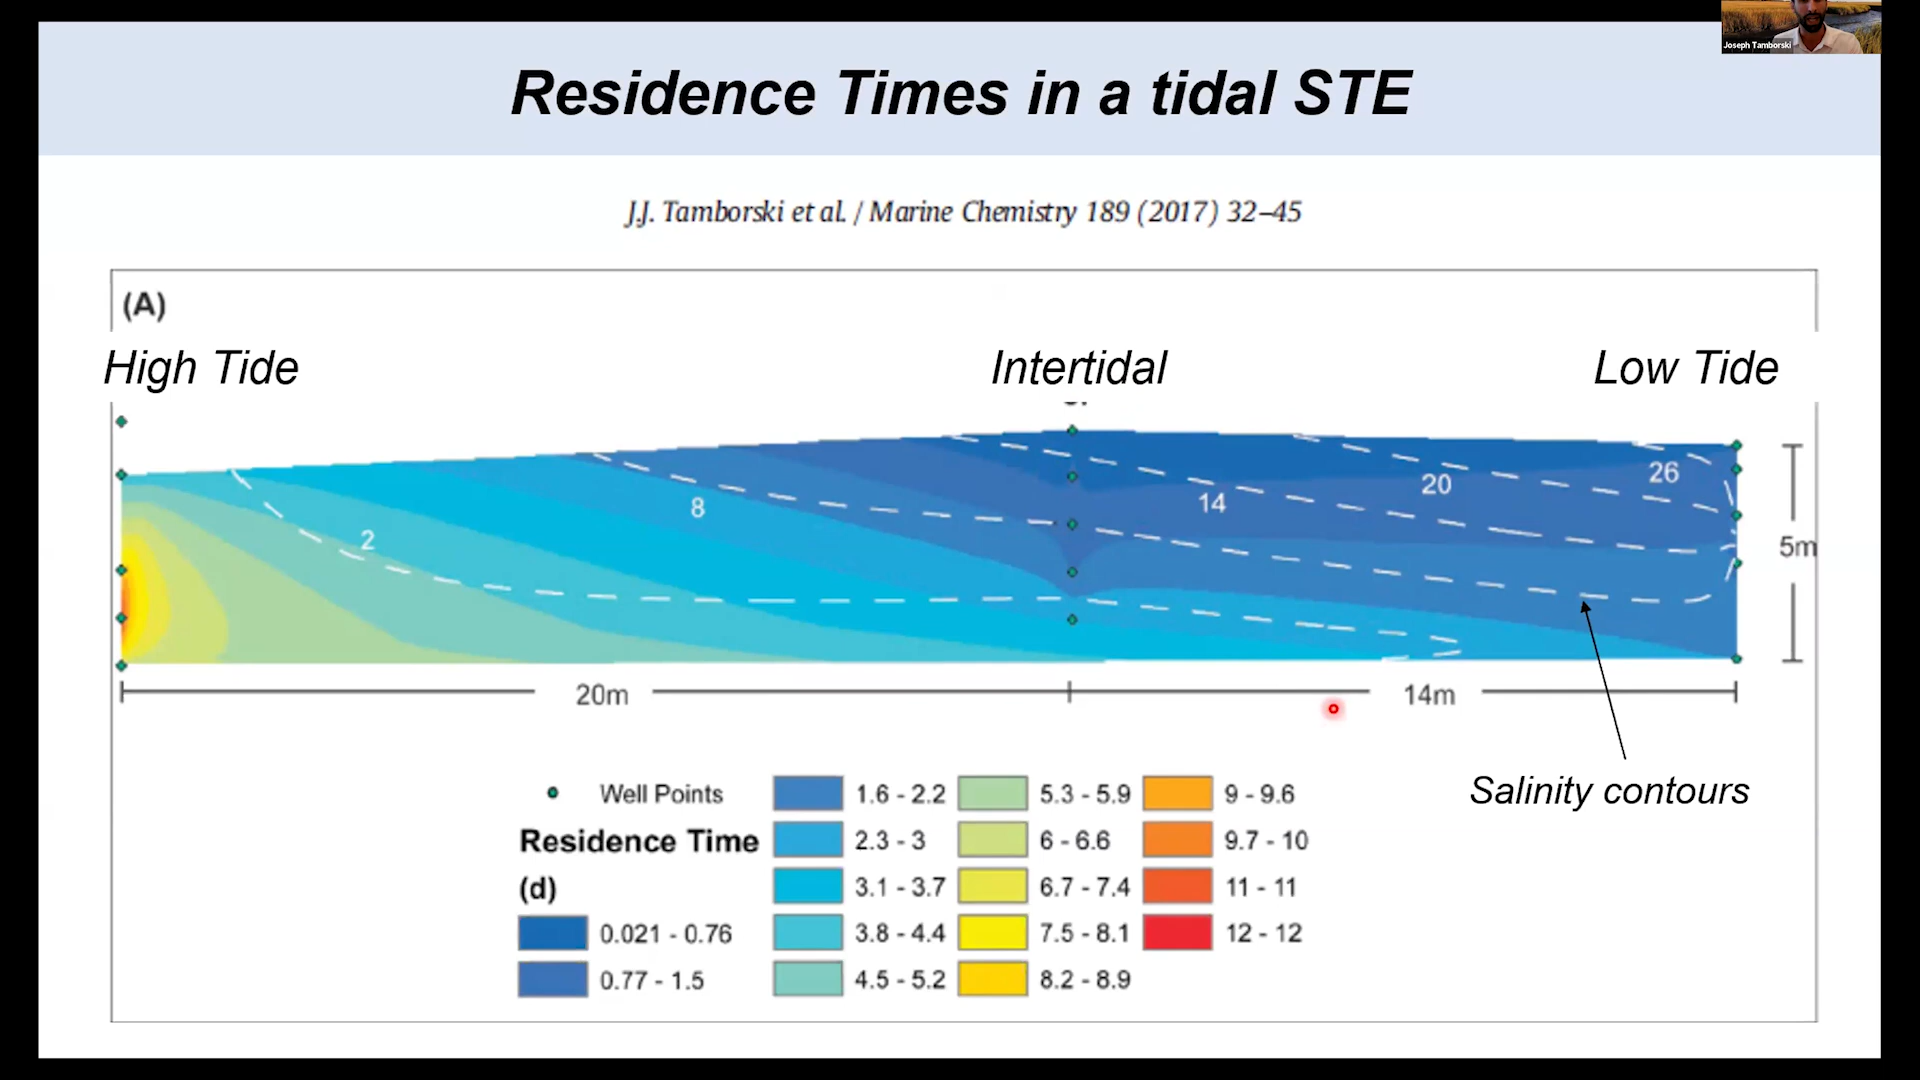 Joseph Tamborski
Residence Times in a tidal STE
J.J. Tamborski et al. / Marine Chemistry 189 (2017) 32–45
(A)
High Tide Intertidal Low Tide
2 8 14 20 26
5m
20m 14m
Salinity contours
Well Points
Residence Time
(d)
0.021 - 0.76
0.77 - 1.5
1.6 - 2.2
2.3 - 3
3.1 - 3.7
3.8 - 4.4
4.5 - 5.2
5.3 - 5.9
6 - 6.6
6.7 - 7.4
7.5 - 8.1
8.2 - 8.9
9 - 9.6
9.7 - 10
11 - 11
12 - 12